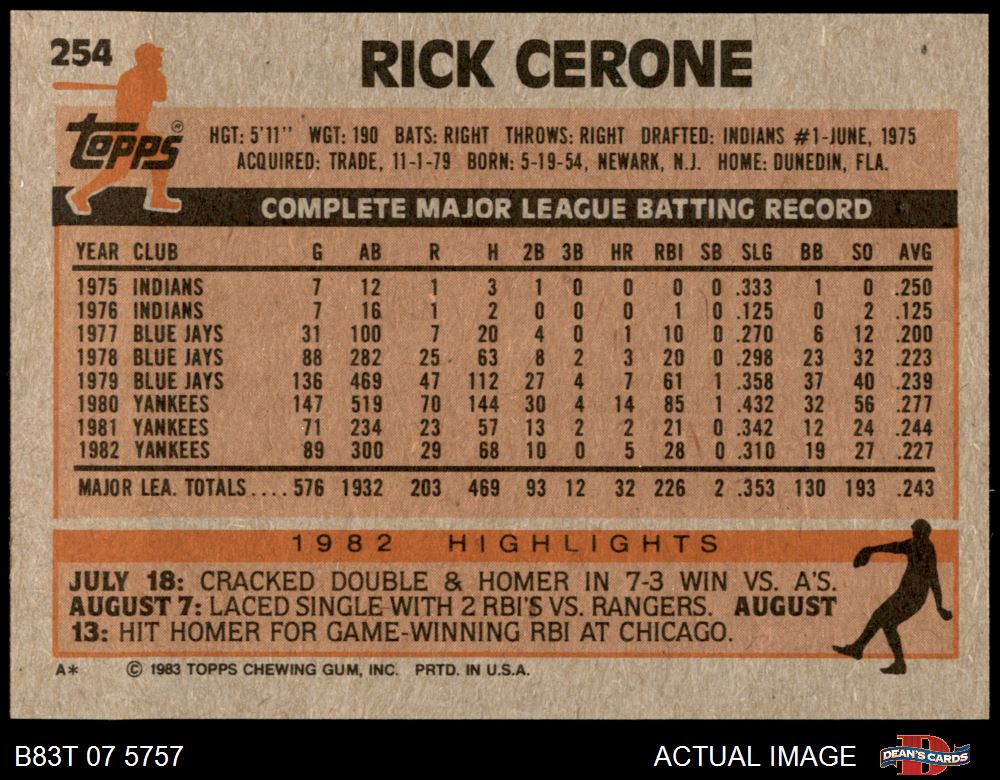 254
RICK CERONE
topps®
HGT: 5'11" WGT: 190 BATS: RIGHT THROWS: RIGHT DRAFTED: INDIANS #1-JUNE, 1975
ACQUIRED: TRADE, 11-1-79 BORN: 5-19-54, NEWARK, N.J. HOME: DUNEDIN, FLA.
COMPLETE MAJOR LEAGUE BATTING RECORD
YEAR CLUB G AB R H 2B 3B HR RBI SB SLG BB SO AVG
1975 INDIANS 7 12 1 3 1 0 0 0 0 .333 1 0 .250
1976 INDIANS 7 16 1 2 0 0 0 1 0 .125 0 2 .125
1977 BLUE JAYS 31 100 7 20 4 0 1 10 0 .270 6 12 .200
1978 BLUE JAYS 88 282 25 63 8 2 3 20 0 .298 23 32 .223
1979 BLUE JAYS 136 469 47 112 27 4 7 61 1 .358 37 40 .239
1980 YANKEES 147 519 70 144 30 4 14 85 1 .432 32 56 .277
1981 YANKEES 71 234 23 57 13 2 2 21 0 .342 12 24 .244
1982 YANKEES 89 300 29 68 10 0 5 28 0 .310 19 27 .227
MAJOR LEA. TOTALS.... 576 1932 203 469 93 12 32 226 2 .353 130 193 .243
1982 HIGHLIGHTS
JULY 18: CRACKED DOUBLE & HOMER IN 7-3 WIN VS. A'S.
AUGUST 7: LACED SINGLE WITH 2 RBI'S VS. RANGERS. AUGUST
13: HIT HOMER FOR GAME-WINNING RBI AT CHICAGO.
A* © 1983 TOPPS CHEWING GUM, INC. PRTD. IN U.S.A.
B83T 07 5757 ACTUAL IMAGE D DEAN'S CARDS